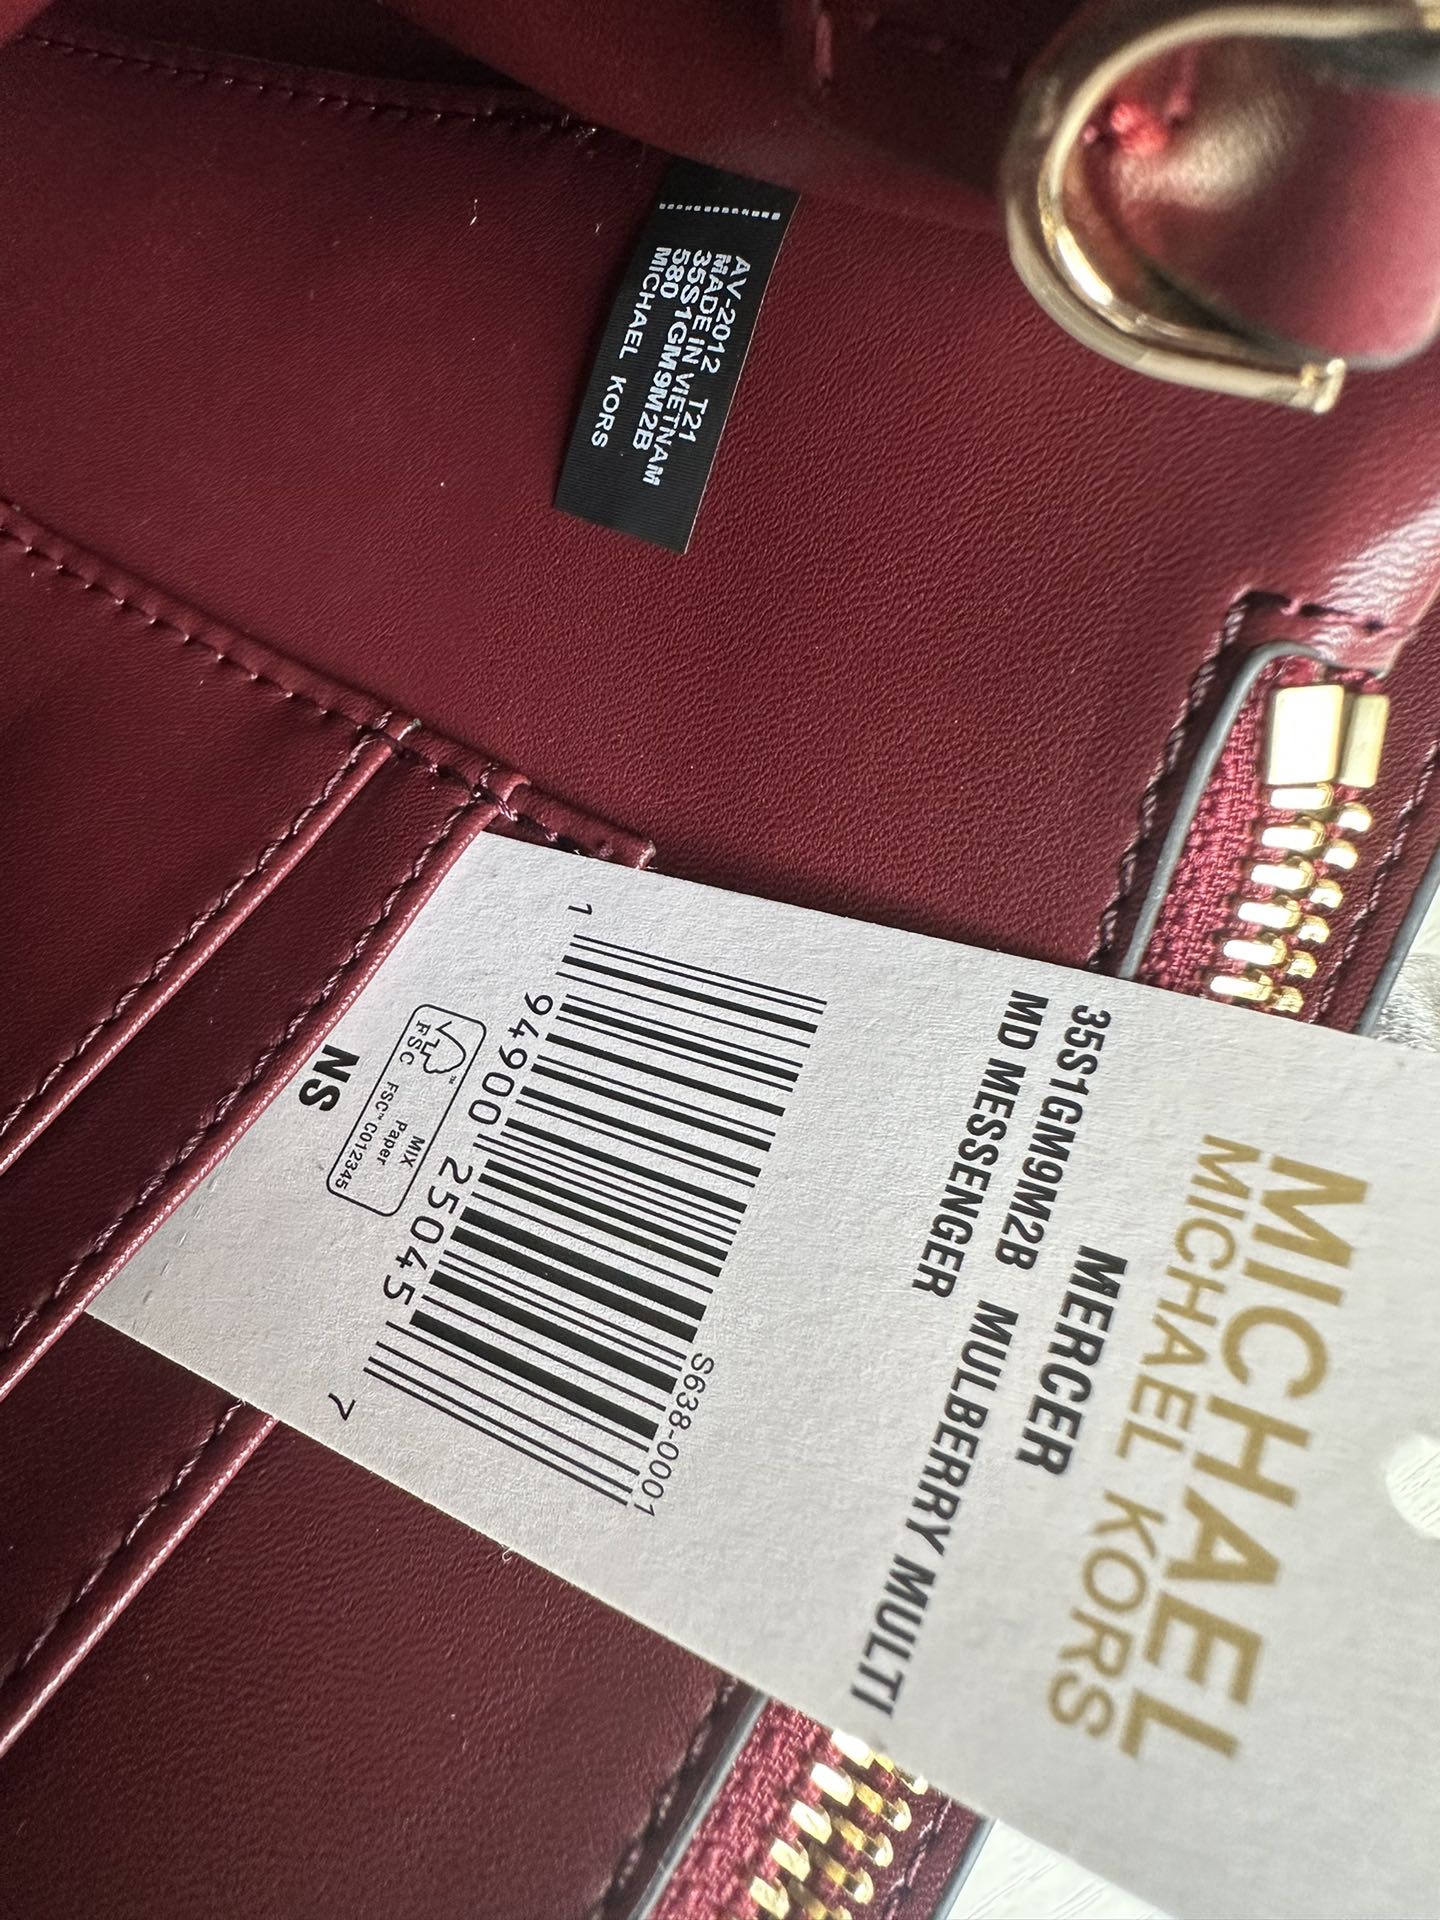 AV-2012 T21
MADE IN VIETNAM
35S1GM9M2B
580
MICHAEL KORS
MICHAEL
MICHAEL KORS
MERCER
35S1GM9M2B MULBERRY MULTI
MD MESSENGER
S638-0001
1 94900 25045 7
FSC
MIX
Paper
FSC™ C012345
NS